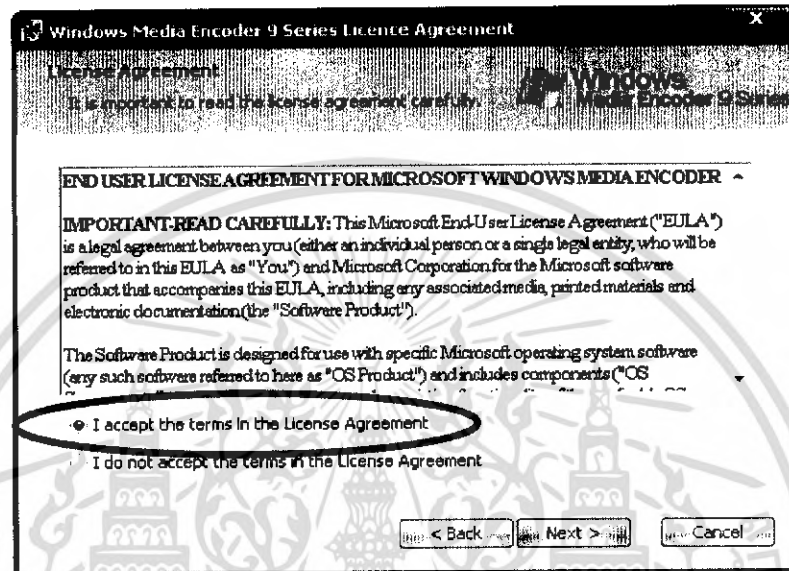 Windows Media Encoder 9 Series Licence Agreement
x
License Agreement
It is important to read the license agreement carefully.
Windows
Media Encoder 9 Series
END USER LICENSE AGREEMENT FOR MICROSOFT WINDOWS MEDIA ENCODER
IMPORTANT-READ CAREFULLY: This Microsoft End-User License Agreement ("EULA")
is a legal agreement between you (either an individual person or a single legal entity, who will be
referred to in this EULA as "You") and Microsoft Corporation for the Microsoft software
product that accompanies this EULA, including any associated media, printed materials and
electronic documentation (the "Software Product").
The Software Product is designed for use with specific Microsoft operating system software
(any such software referred to here as "OS Product") and includes components ("OS
I accept the terms in the License Agreement
I do not accept the terms in the License Agreement
< Back
Next >
Cancel